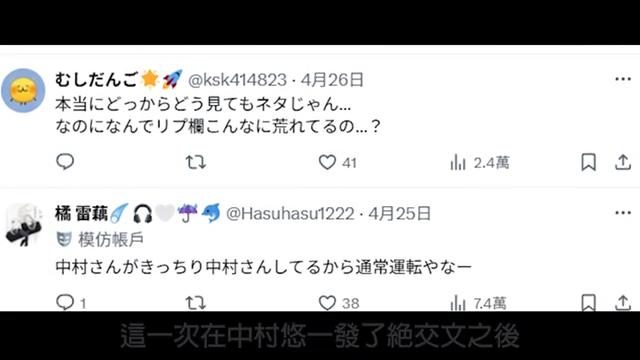 むしだんご🌟🚀 @ksk414823 · 4月26日
本当にどっからどう見てもネタじゃん...
なのになんでリプ欄こんなに荒れてるの...?
41 2.4萬
橘 雷藕☄️🎧🤍☔🐬 @Hasuhasu1222 · 4月25日
模仿帳戶
中村さんがきっちり中村さんしてるから通常運転やなー
1 38 7.4萬
這一次在中村悠一發了絕交文之後